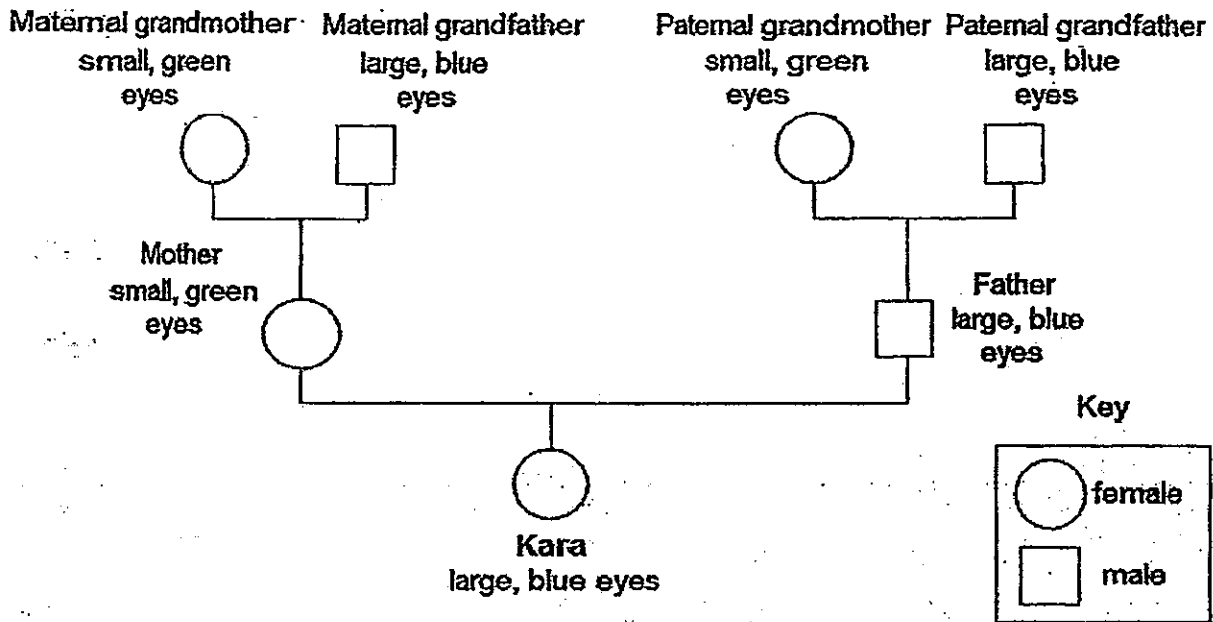 Maternal grandmother
small, green
eyes
Maternal grandfather
large, blue
eyes
Paternal grandmother
small, green
eyes
Paternal grandfather
large, blue
eyes
Mother
small, green
eyes
Father
large, blue
eyes
Kara
large, blue eyes
Key
female
male